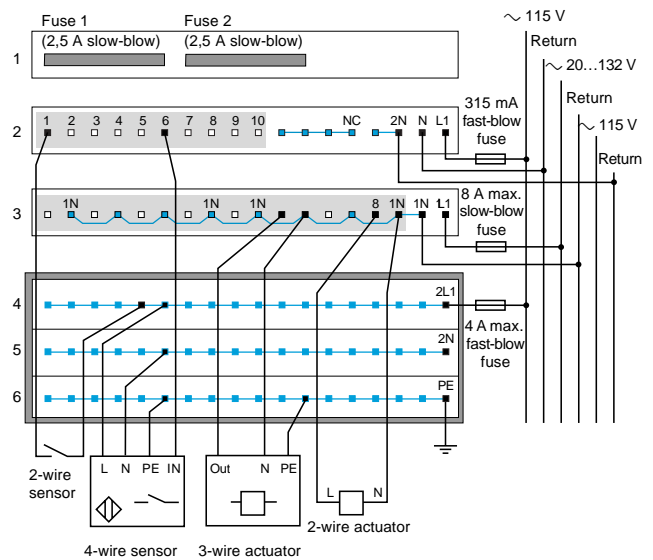 Fuse 1 Fuse 2
(2,5 A slow-blow) (2,5 A slow-blow)
1
∼ 115 V
Return
∼ 20…132 V
Return
∼ 115 V
Return
315 mA
fast-blow
fuse
2
1 2 3 4 5 6 7 8 9 10 NC 2N N L1
3
1N 1N 1N 8 1N 1N 1L1
8 A max.
slow-blow
fuse
4
2L1
4 A max.
fast-blow
fuse
5
2N
6
PE
2-wire
sensor
L N PE IN
4-wire sensor
Out N PE
3-wire actuator
L N
2-wire actuator